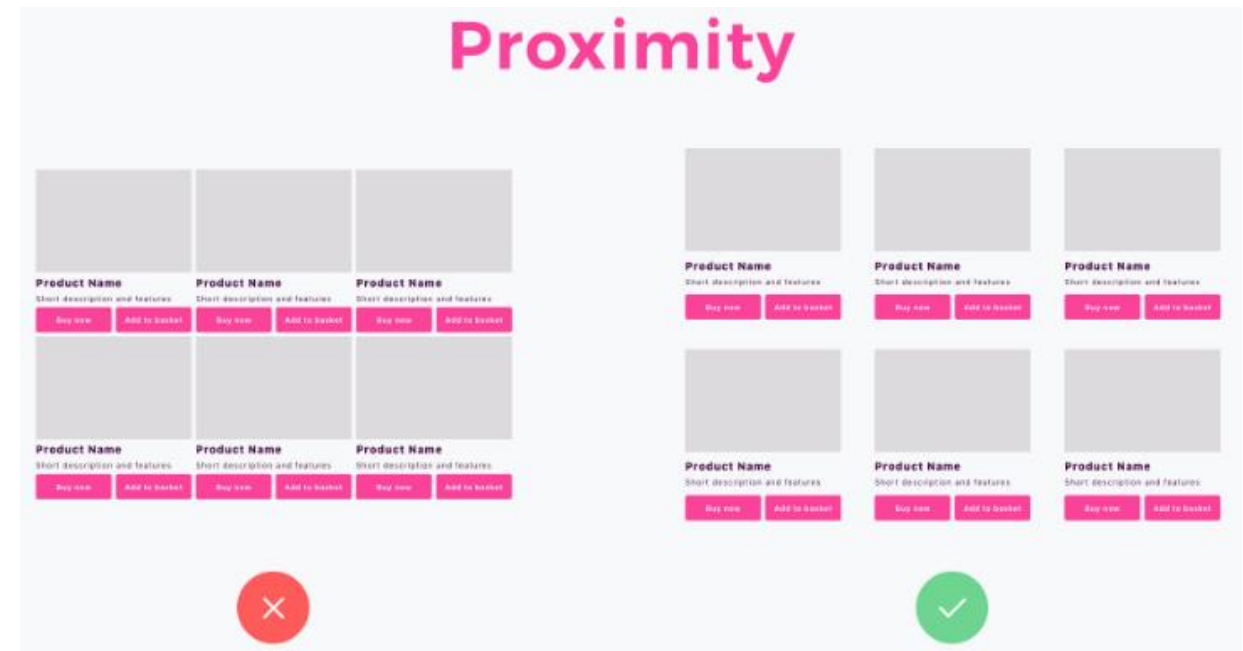 Proximity
Product Name Product Name Product Name
Short description and features Short description and features Short description and features
Buy now Add to basket Buy now Add to basket Buy now Add to basket
Product Name Product Name Product Name
Short description and features Short description and features Short description and features
Buy now Add to basket Buy now Add to basket Buy now Add to basket
Product Name Product Name Product Name
Short description and features Short description and features Short description and features
Buy now Add to basket Buy now Add to basket Buy now Add to basket
Product Name Product Name Product Name
Short description and features Short description and features Short description and features
Buy now Add to basket Buy now Add to basket Buy now Add to basket